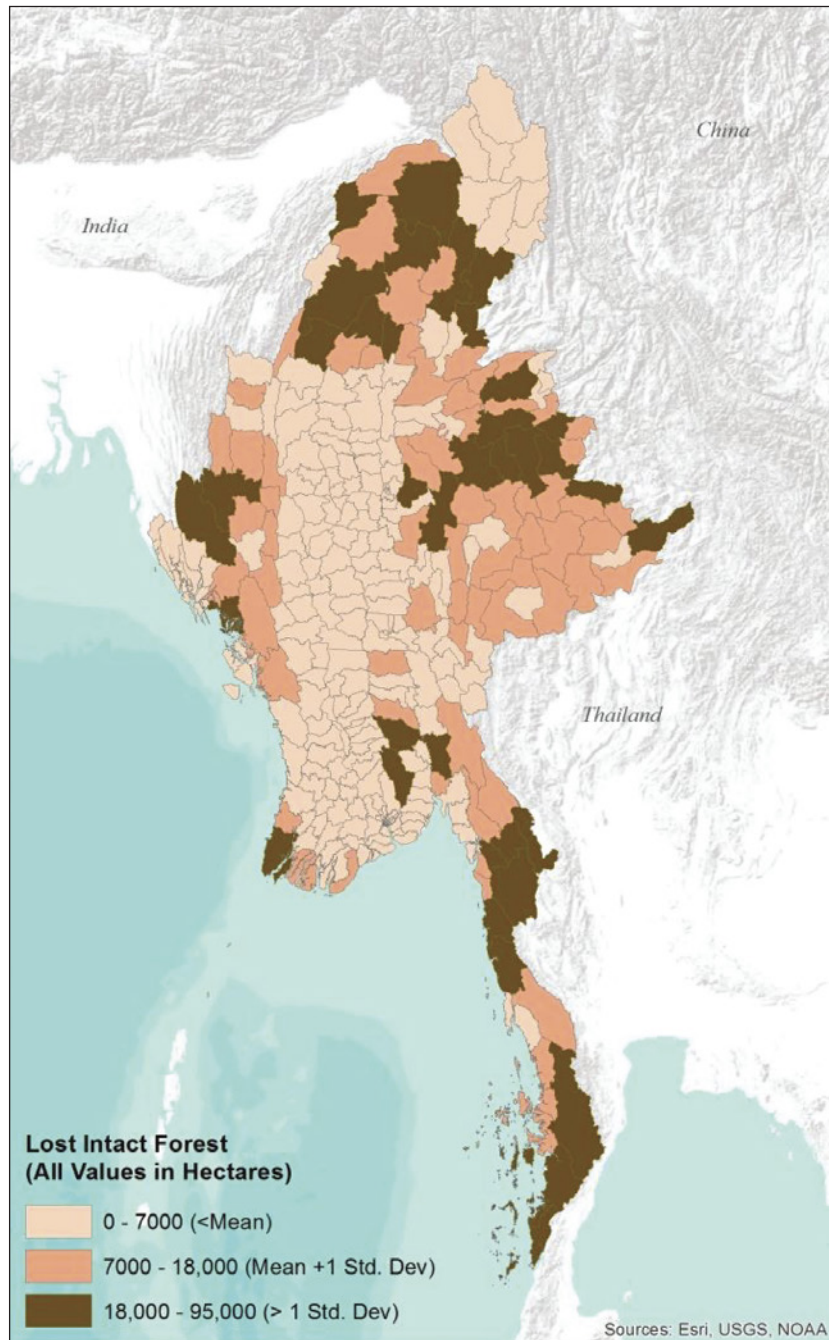 China
India
Thailand
Lost Intact Forest
(All Values in Hectares)
0 - 7000 (<Mean)
7000 - 18,000 (Mean +1 Std. Dev)
18,000 - 95,000 (> 1 Std. Dev)
Sources: Esri, USGS, NOAA